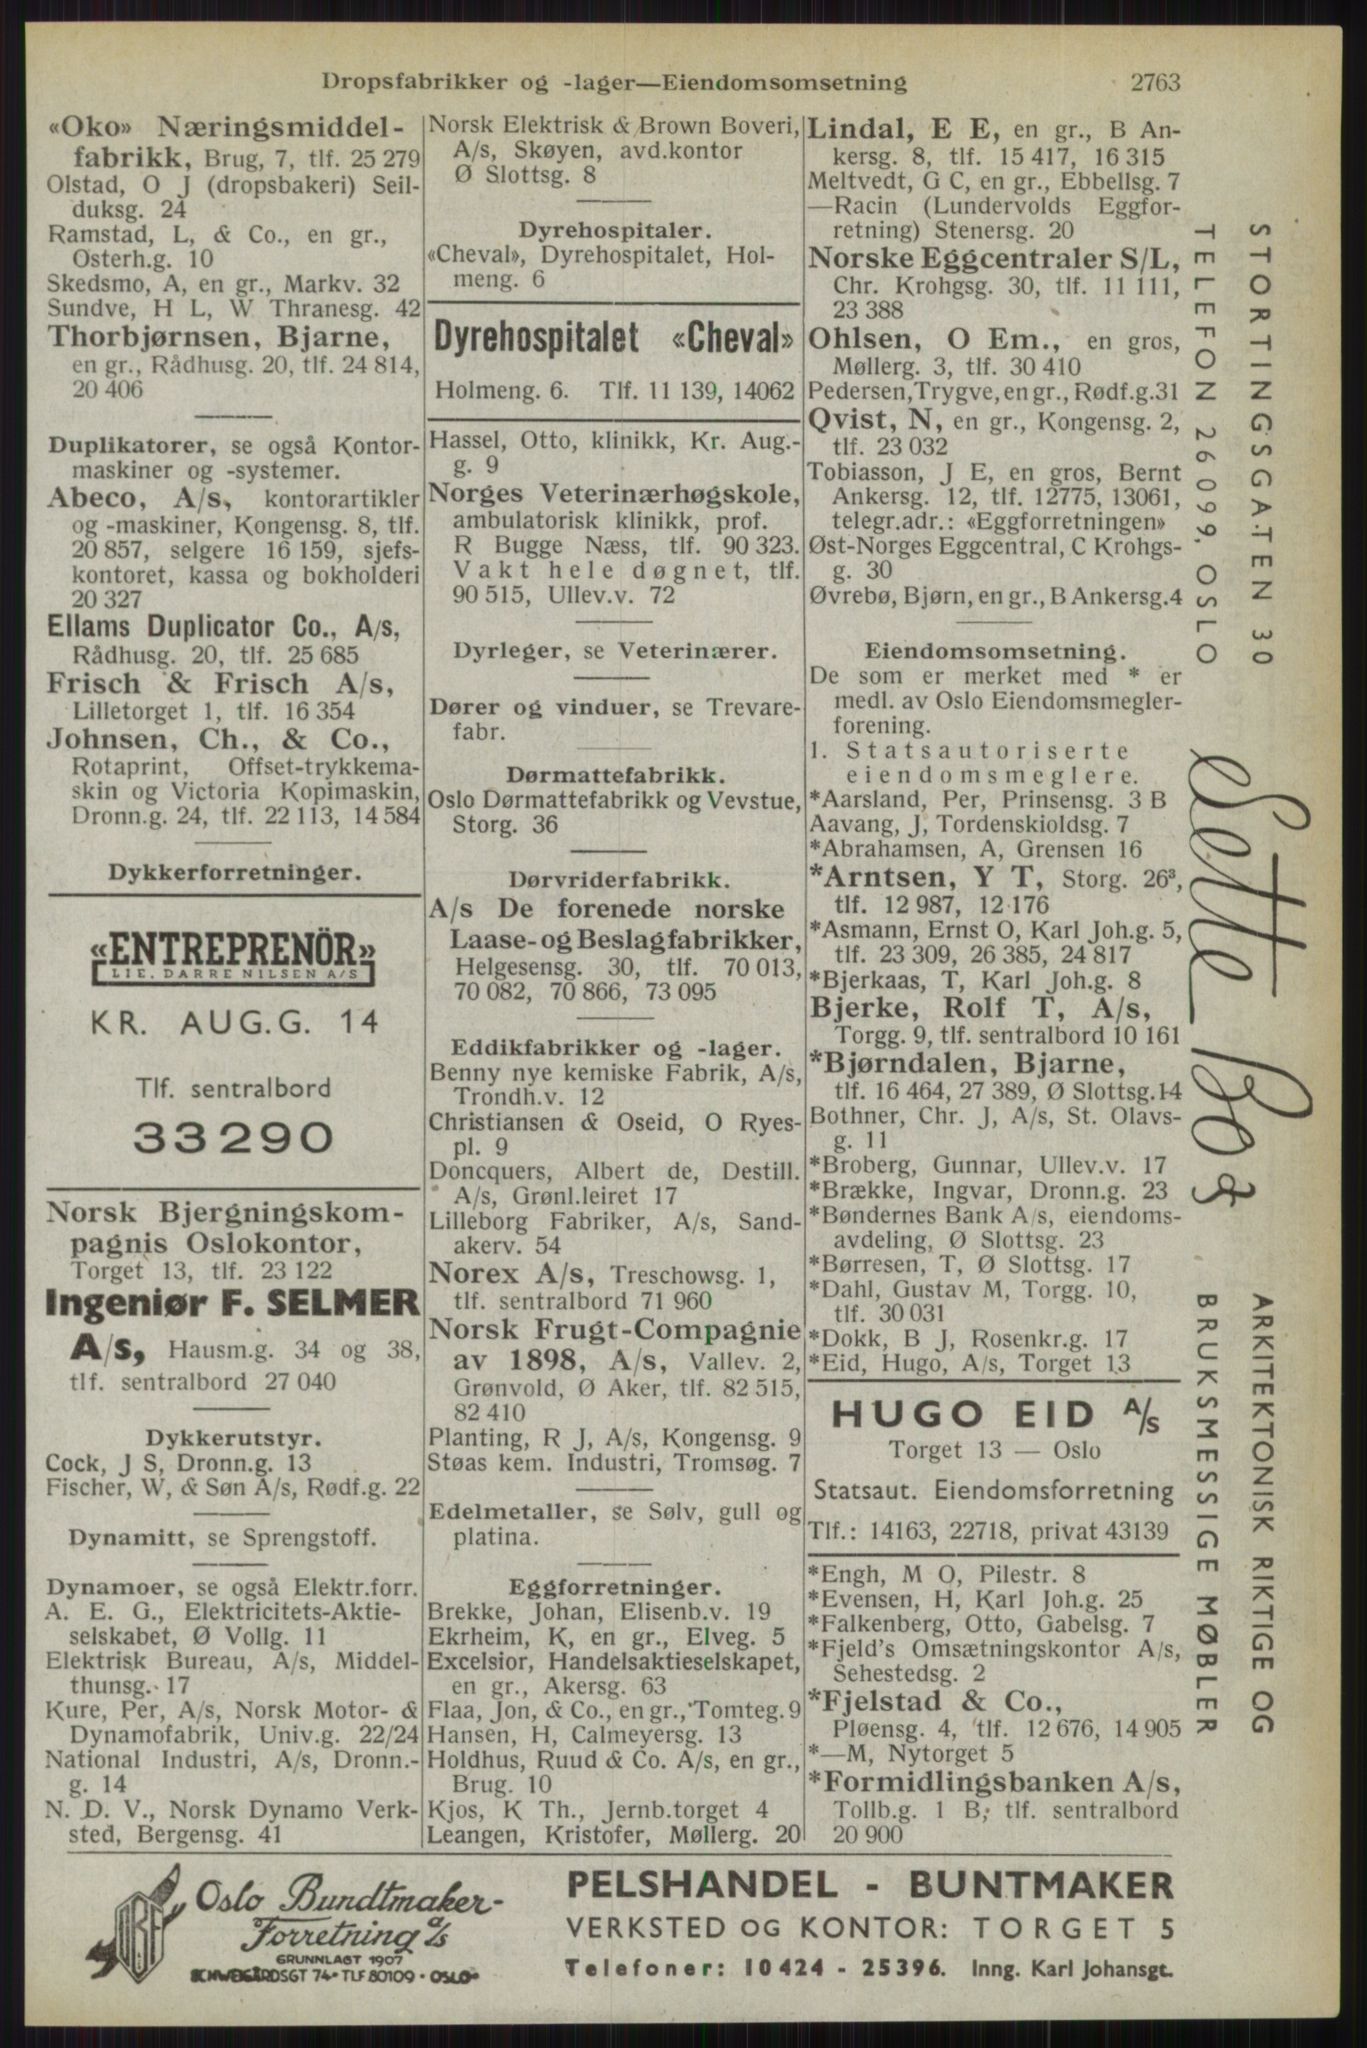 Dropsfabrikker og -lager—Eiendomsomsetning 2763
«Oko» Næringsmiddel-
fabrikk, Brug, 7, tlf. 25 279
Olstad, O J (dropsbakeri) Seil-
duksg. 24
Ramstad, L, & Co., en gr.,
Osterh.g. 10
Skedsmo, A, en gr., Markv. 32
Sundve, H L, W Thranesg. 42
Thorbjørnsen, Bjarne,
en gr., Rådhusg. 20, tlf. 24 814,
20 406
Duplikatorer, se også Kontor-
maskiner og -systemer.
Abeco, A/s, kontorartikler
og -maskiner, Kongensg. 8, tlf.
20 857, selgere 16 159, sjefs-
kontoret, kassa og bokholderi
20 327
Ellams Duplicator Co., A/s,
Rådhusg. 20, tlf. 25 685
Frisch & Frisch A/s,
Lilletorget 1, tlf. 16 354
Johnsen, Ch., & Co.,
Rotaprint, Offset-trykkema-
skin og Victoria Kopimaskin,
Dronn.g. 24, tlf. 22 113, 14 584
Dykkerforretninger.
«ENTREPRENÖR»
LIE. DARRE NILSEN A/S
KR. AUG.G. 14
Tlf. sentralbord
33290
Norsk Bjergningskom-
pagnis Oslokontor,
Torget 13, tlf. 23 122
Ingeniør F. SELMER
A/S, Hausm.g. 34 og 38,
tlf. sentralbord 27 040
Dykkerutstyr.
Cock, J S, Dronn.g. 13
Fischer, W, & Søn A/s, Rødf.g. 22
Dynamitt, se Sprengstoff.
Dynamoer, se også Elektr.forr.
A. E. G., Elektricitets-Aktie-
selskabet, Ø Vollg. 11
Elektrisk Bureau, A/s, Middel-
thunsg. 17
Kure, Per, A/s, Norsk Motor- &
Dynamofabrik, Univ.g. 22/24
National Industri, A/s, Dronn.-
g. 14
N. D. V., Norsk Dynamo Verk-
sted, Bergensg. 41
Norsk Elektrisk & Brown Boveri,
A/s, Skøyen, avd.kontor
Ø Slottsg. 8
Dyrehospitaler.
«Cheval», Dyrehospitalet, Hol-
meng. 6
Dyrehospitalet «Cheval»
Holmeng. 6. Tlf. 11 139, 14062
Hassel, Otto, klinikk, Kr. Aug.-
g. 9
Norges Veterinærhøgskole,
ambulatorisk klinikk, prof.
R Bugge Næss, tlf. 90 323.
Vakt hele døgnet, tlf.
90 515, Ullev.v. 72
Dyrleger, se Veterinærer.
Dører og vinduer, se Trevare-
fabr.
Dørmattefabrikk.
Oslo Dørmattefabrikk og Vevstue,
Storg. 36
Dørvriderfabrikk.
A/s De forenede norske
Laase- og Beslagfabrikker,
Helgesensg. 30, tlf. 70 013,
70 082, 70 866, 73 095
Eddikfabrikker og -lager.
Benny nye kemiske Fabrik, A/s,
Trondh.v. 12
Christiansen & Oseid, O Ryes-
pl. 9
Doncquers, Albert de, Destill.
A/s, Grønl.leiret 17
Lilleborg Fabriker, A/s, Sand-
akerv. 54
Norex A/s, Treschowsg. 1,
tlf. sentralbord 71 960
Norsk Frugt-Compagnie
av 1898, A/s, Vallev. 2,
Grønvold, Ø Aker, tlf. 82 515,
82 410
Planting, R J, A/s, Kongensg. 9
Støas kem. Industri, Tromsøg. 7
Edelmetaller, se Sølv, gull og
platina.
Eggforretninger.
Brekke, Johan, Elisenb.v. 19
Ekrheim, K, en gr., Elveg. 5
Excelsior, Handelsaktieselskapet,
en gr., Akersg. 63
Flaa, Jon, & Co., en gr., Tomteg. 9
Hansen, H, Calmeyersg. 13
Holdhus, Ruud & Co. A/s, en gr.,
Brug. 10
Kjos, K Th., Jernb.torget 4
Leangen, Kristofer, Møllerg. 20
Lindal, E E, en gr., B An-
kersg. 8, tlf. 15 417, 16 315
Meltvedt, G C, en gr., Ebbellsg. 7
—Racin (Lundervolds Eggfor-
retning) Stenersg. 20
Norske Eggcentraler S/L,
Chr. Krohgsg. 30, tlf. 11 111,
23 388
Ohlsen, O Em., en gros,
Møllerg. 3, tlf. 30 410
Pedersen, Trygve, en gr., Rødf.g. 31
Qvist, N, en gr., Kongensg. 2,
tlf. 23 032
Tobiasson, J E, en gros, Bernt
Ankersg. 12, tlf. 12775, 13061,
telegr.adr.: «Eggforretningen»
Øst-Norges Eggcentral, C Krohgs-
g. 30
Øvrebø, Bjørn, en gr., B Ankersg. 4
Eiendomsomsetning.
De som er merket med * er
medl. av Oslo Eiendomsmegler-
forening.
1. Statsautoriserte
eiendomsmeglere.
*Aarsland, Per, Prinsensg. 3 B
Aavang, J, Tordenskioldsg. 7
*Abrahamsen, A, Grensen 16
*Arntsen, Y T, Storg. 26³,
tlf. 12 987, 12 176
*Asmann, Ernst O, Karl Joh.g. 5,
tlf. 23 309, 26 385, 24 817
*Bjerkaas, T, Karl Joh.g. 8
Bjerke, Rolf T, A/s,
Torgg. 9, tlf. sentralbord 10 161
*Bjørndalen, Bjarne,
tlf. 16 464, 27 389, Ø Slottsg. 14
Bothner, Chr. J, A/s, St. Olavs-
g. 11
*Broberg, Gunnar, Ullev.v. 17
*Brække, Ingvar, Dronn.g. 23
*Bøndernes Bank A/s, eiendoms-
avdeling, Ø Slottsg. 23
*Børresen, T, Ø Slottsg. 17
*Dahl, Gustav M, Torgg. 10,
tlf. 30 031
*Dokk, B J, Rosenkr.g. 17
*Eid, Hugo, A/s, Torget 13
HUGO EID A/S
Torget 13 — Oslo
Statsaut. Eiendomsforretning
Tlf.: 14163, 22718, privat 43139
*Engh, M O, Pilestr. 8
*Evensen, H, Karl Joh.g. 25
*Falkenberg, Otto, Gabelsg. 7
*Fjeld's Omsætningskontor A/s,
Sehestedsg. 2
*Fjelstad & Co.,
Pløensg. 4, tlf. 12 676, 14 905
*—M, Nytorget 5
*Formidlingsbanken A/s,
Tollb.g. 1 B, tlf. sentralbord
20 900
STORTINGSGATEN 30
TELEFON 26099, OSLO
Sette Bog
ARKITEKTONISK RIKTIGE OG
BRUKSMESSIGE MØBLER
Oslo Bundtmaker-
Forretning A/S
GRUNNLAGT 1907
SCHWEIGÅRDSGT 74 • TLF 80109 • OSLO
PELSHANDEL - BUNTMAKER
VERKSTED OG KONTOR: TORGET 5
Telefoner: 10424 - 25396. Inng. Karl Johansgt.